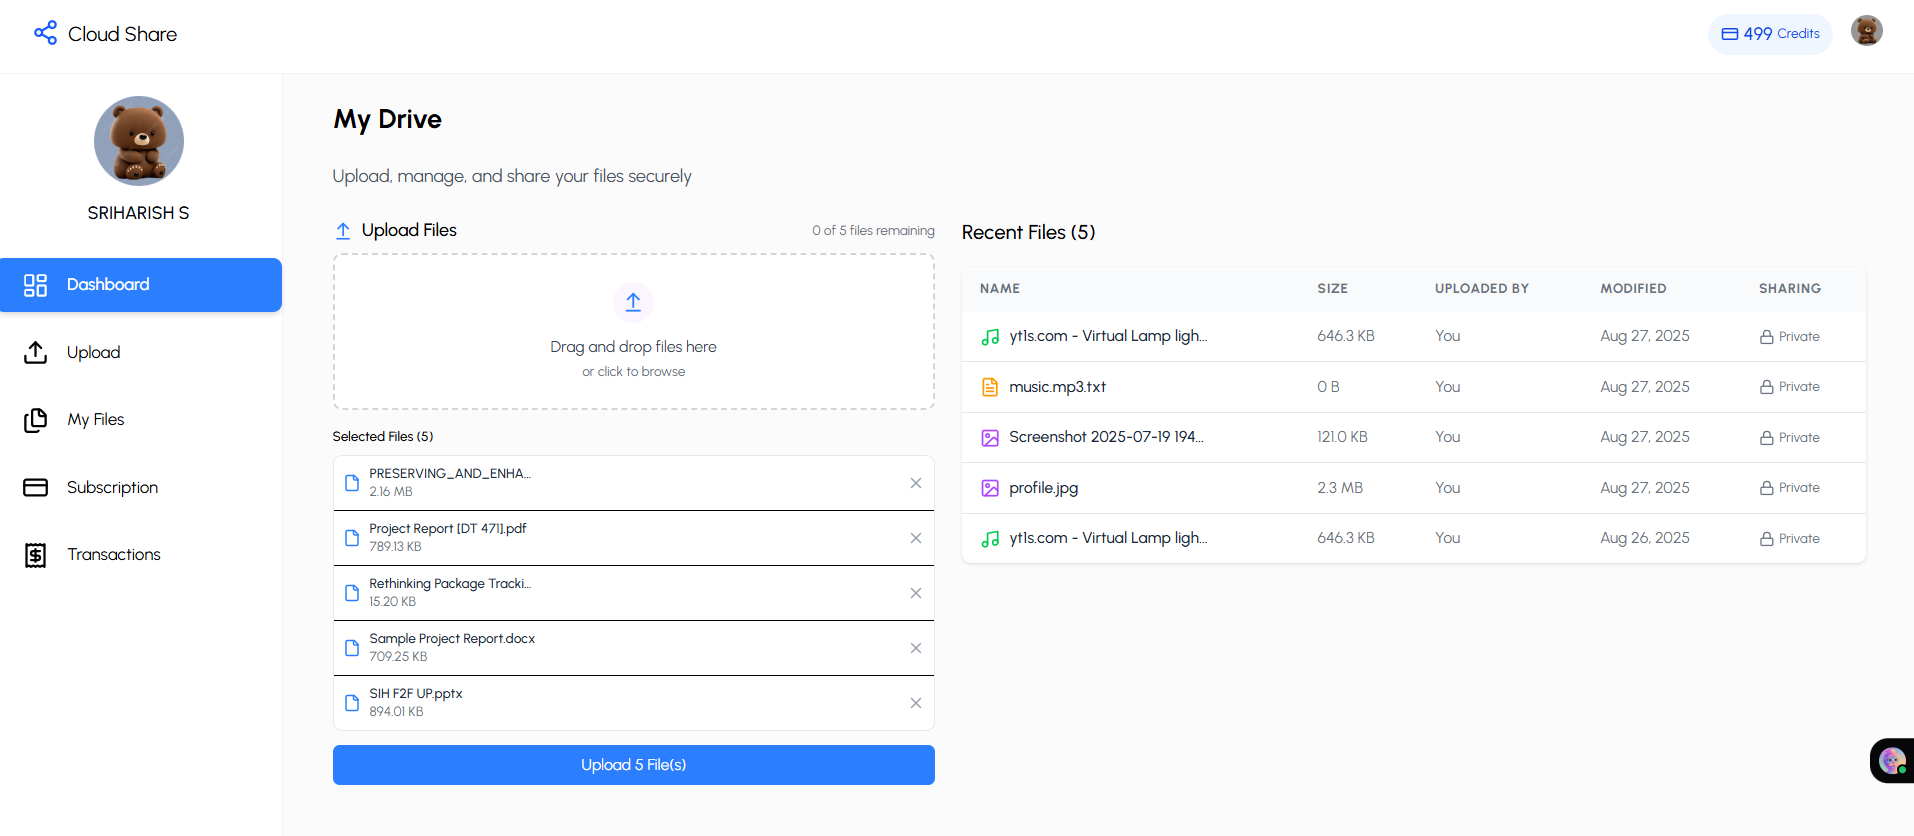 Cloud Share
499 Credits
SRIHARISH S
Dashboard
Upload
My Files
Subscription
Transactions
My Drive
Upload, manage, and share your files securely
Upload Files
0 of 5 files remaining
Drag and drop files here
or click to browse
Selected Files (5)
PRESERVING_AND_ENHA...
2.16 MB
Project Report [DT 471].pdf
789.13 KB
Rethinking Package Tracki...
15.20 KB
Sample Project Report.docx
709.25 KB
SIH F2F UP.pptx
894.01 KB
Upload 5 File(s)
Recent Files (5)
NAME SIZE UPLOADED BY MODIFIED SHARING
yt1s.com - Virtual Lamp ligh... 646.3 KB You Aug 27, 2025 Private
music.mp3.txt 0 B You Aug 27, 2025 Private
Screenshot 2025-07-19 194... 121.0 KB You Aug 27, 2025 Private
profile.jpg 2.3 MB You Aug 27, 2025 Private
yt1s.com - Virtual Lamp ligh... 646.3 KB You Aug 26, 2025 Private